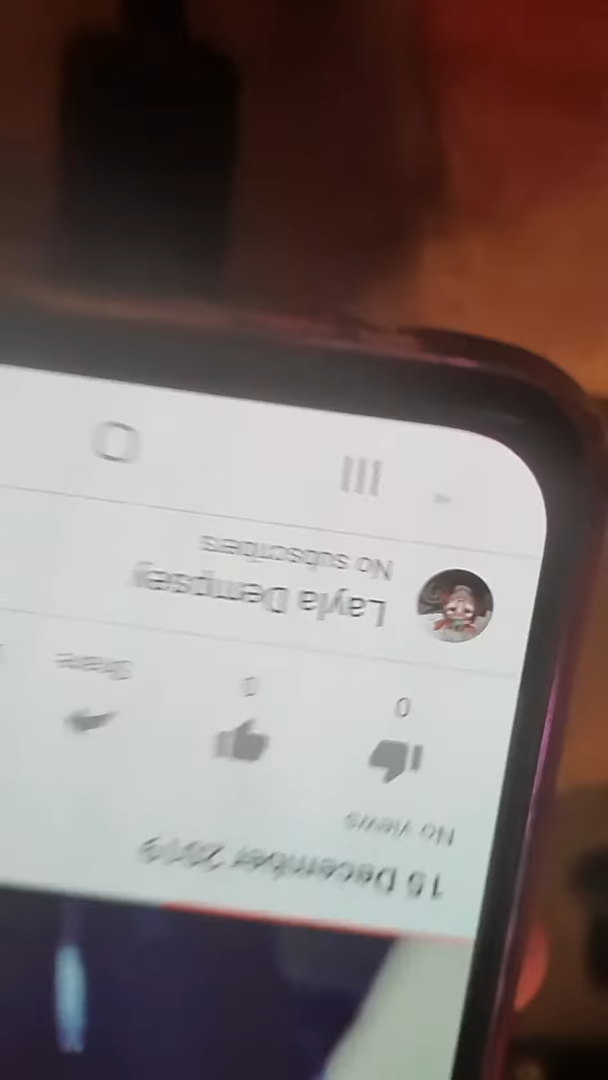 15 December 2019
No views
0
0
Share
Layla Dempsey
No subscribers